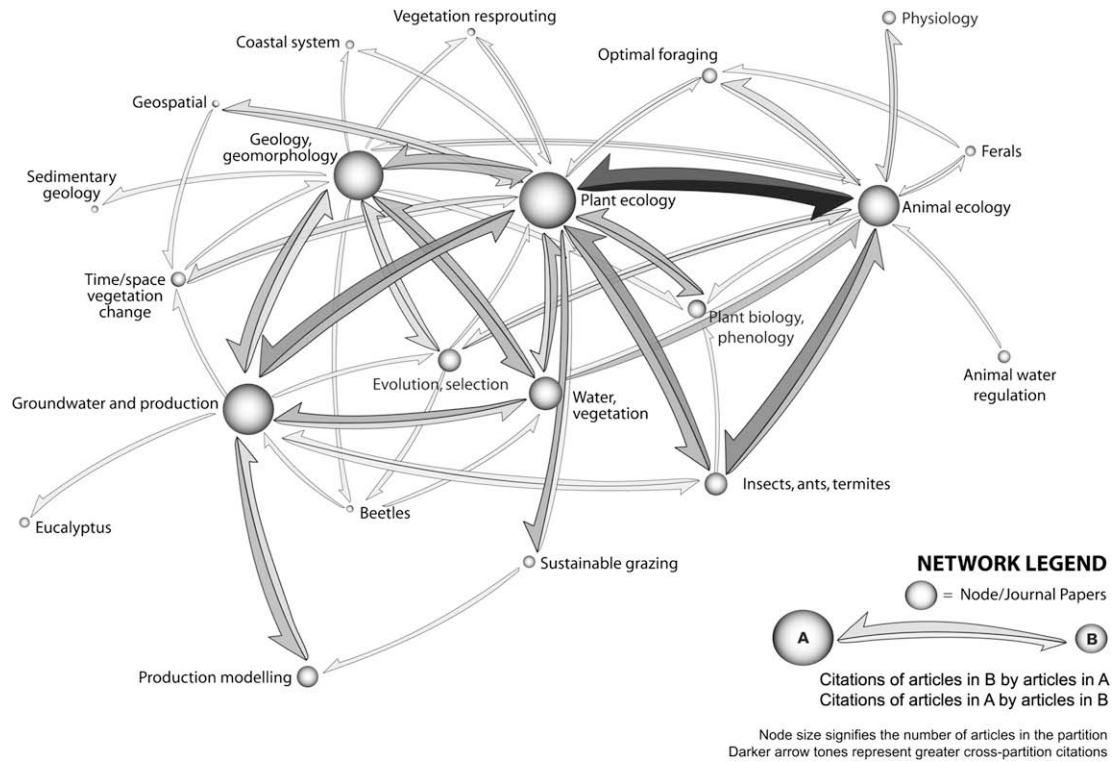 Vegetation resprouting
Physiology
Coastal system
Optimal foraging
Geospatial
Geology,
geomorphology
Ferals
Sedimentary
geology
Plant ecology
Animal ecology
Time/space
vegetation
change
Plant biology,
phenology
Evolution, selection
Animal water
regulation
Groundwater and production
Water,
vegetation
Insects, ants, termites
Eucalyptus
Beetles
Sustainable grazing
Production modelling
NETWORK LEGEND
= Node/Journal Papers
A
B
Citations of articles in B by articles in A
Citations of articles in A by articles in B
Node size signifies the number of articles in the partition
Darker arrow tones represent greater cross-partition citations